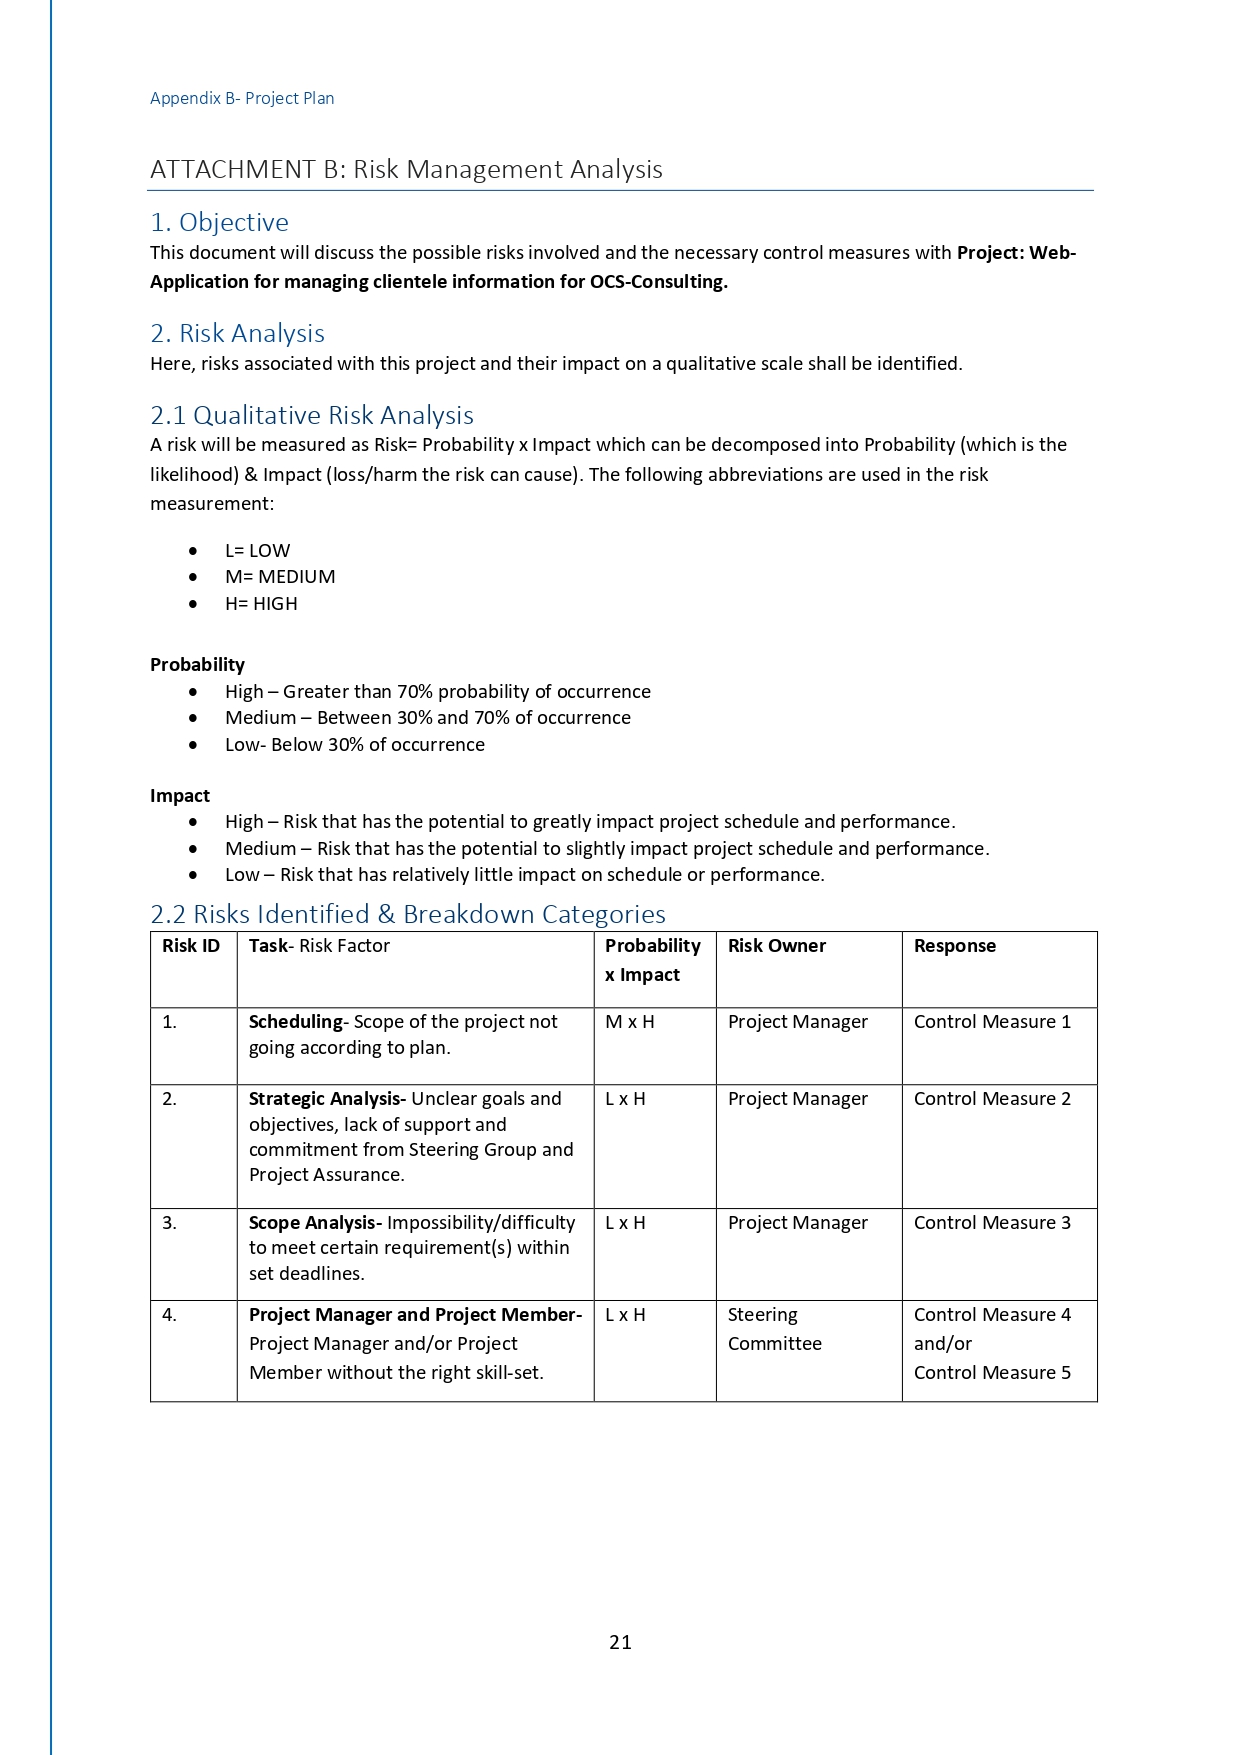 Appendix B- Project Plan
ATTACHMENT B: Risk Management Analysis
1. Objective
This document will discuss the possible risks involved and the necessary control measures with Project: Web-
Application for managing clientele information for OCS-Consulting.
2. Risk Analysis
Here, risks associated with this project and their impact on a qualitative scale shall be identified.
2.1 Qualitative Risk Analysis
A risk will be measured as Risk= Probability x Impact which can be decomposed into Probability (which is the
likelihood) & Impact (loss/harm the risk can cause). The following abbreviations are used in the risk
measurement:
• L= LOW
• M= MEDIUM
• H= HIGH
Probability
• High – Greater than 70% probability of occurrence
• Medium – Between 30% and 70% of occurrence
• Low- Below 30% of occurrence
Impact
• High – Risk that has the potential to greatly impact project schedule and performance.
• Medium – Risk that has the potential to slightly impact project schedule and performance.
• Low – Risk that has relatively little impact on schedule or performance.
2.2 Risks Identified & Breakdown Categories
Risk ID Task- Risk Factor Probability Risk Owner Response
x Impact
1. Scheduling- Scope of the project not M x H Project Manager Control Measure 1
going according to plan.
2. Strategic Analysis- Unclear goals and L x H Project Manager Control Measure 2
objectives, lack of support and
commitment from Steering Group and
Project Assurance.
3. Scope Analysis- Impossibility/difficulty L x H Project Manager Control Measure 3
to meet certain requirement(s) within
set deadlines.
4. Project Manager and Project Member- L x H Steering Control Measure 4
Project Manager and/or Project Committee and/or
Member without the right skill-set. Control Measure 5
21